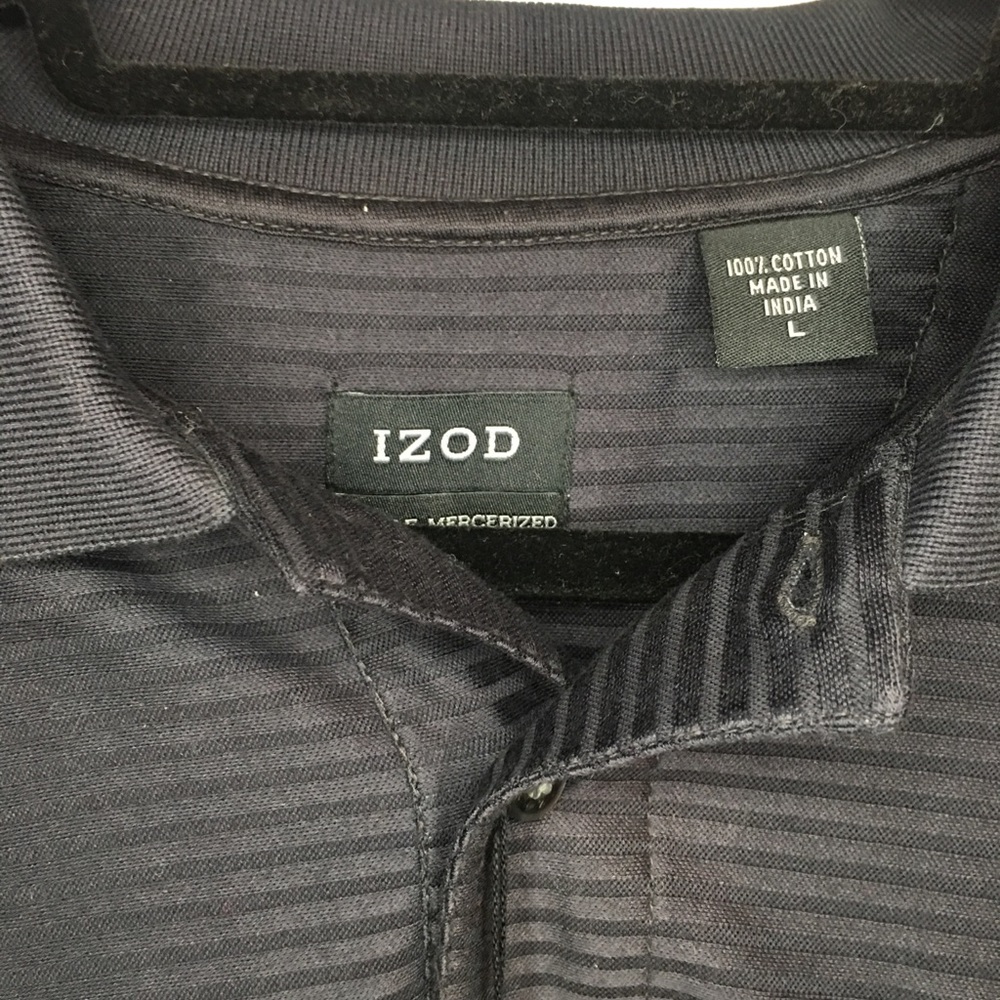 100% COTTON
MADE IN
INDIA
L
IZOD
MERCERIZED